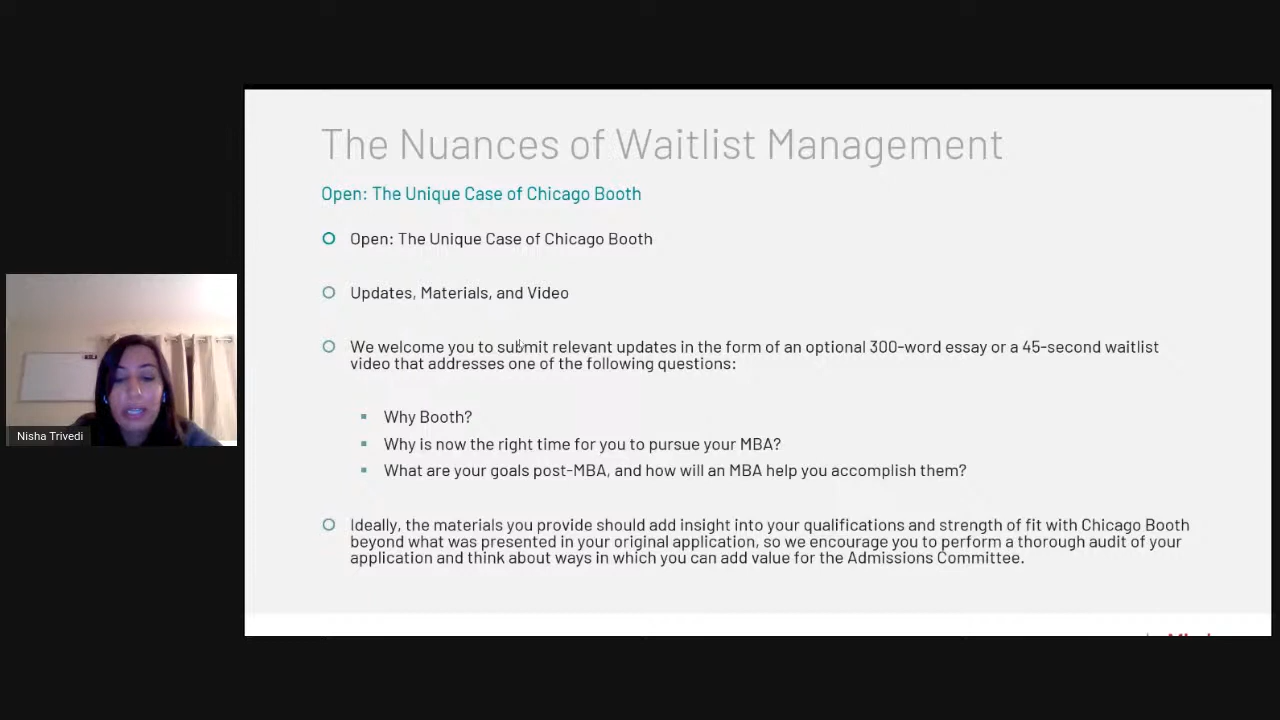 The Nuances of Waitlist Management
Open: The Unique Case of Chicago Booth
Open: The Unique Case of Chicago Booth
Updates, Materials, and Video
We welcome you to submit relevant updates in the form of an optional 300-word essay or a 45-second waitlist
video that addresses one of the following questions:
Why Booth?
Why is now the right time for you to pursue your MBA?
What are your goals post-MBA, and how will an MBA help you accomplish them?
Ideally, the materials you provide should add insight into your qualifications and strength of fit with Chicago Booth
beyond what was presented in your original application, so we encourage you to perform a thorough audit of your
application and think about ways in which you can add value for the Admissions Committee.
Nisha Trivedi